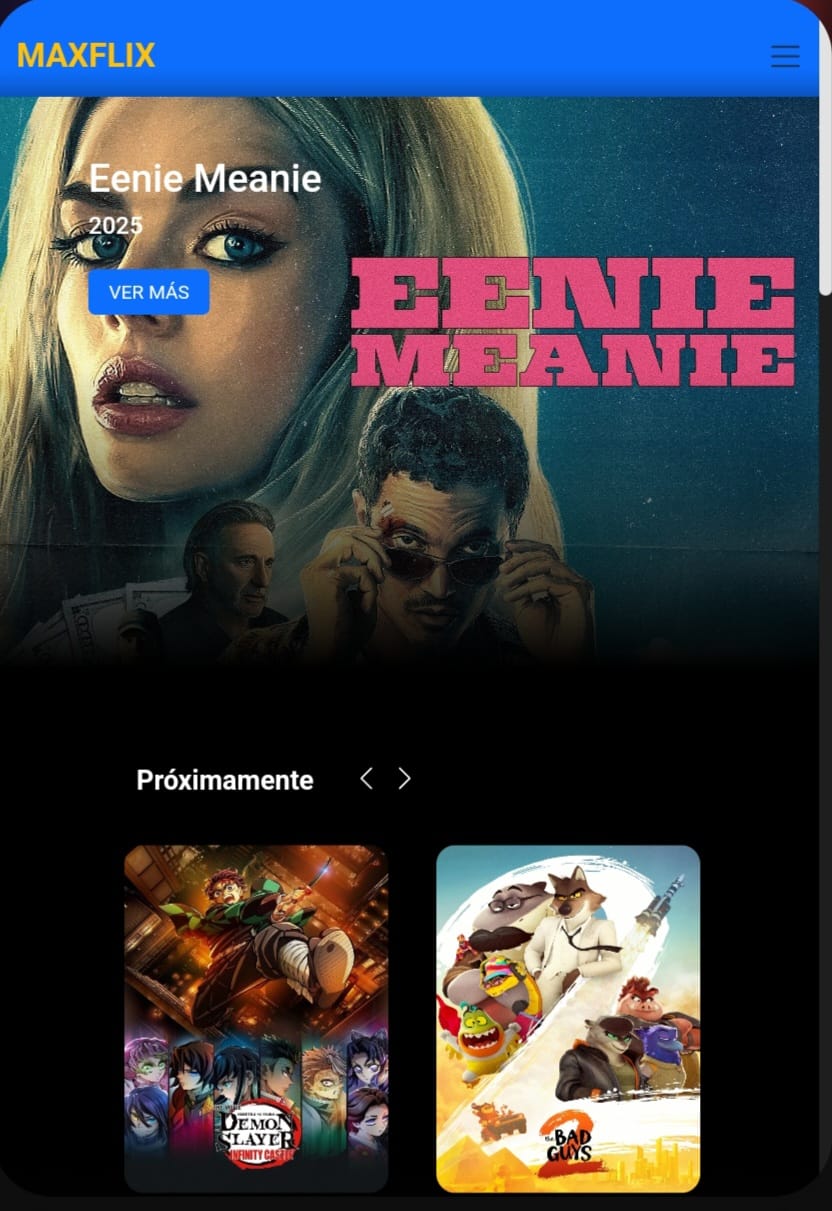 MAXFLIX
Eenie Meanie
2025
VER MÁS
EENIE
MEANIE
Próximamente
DEMON
SLAYER
INFINITY CASTLE
THE BAD
GUYS
2